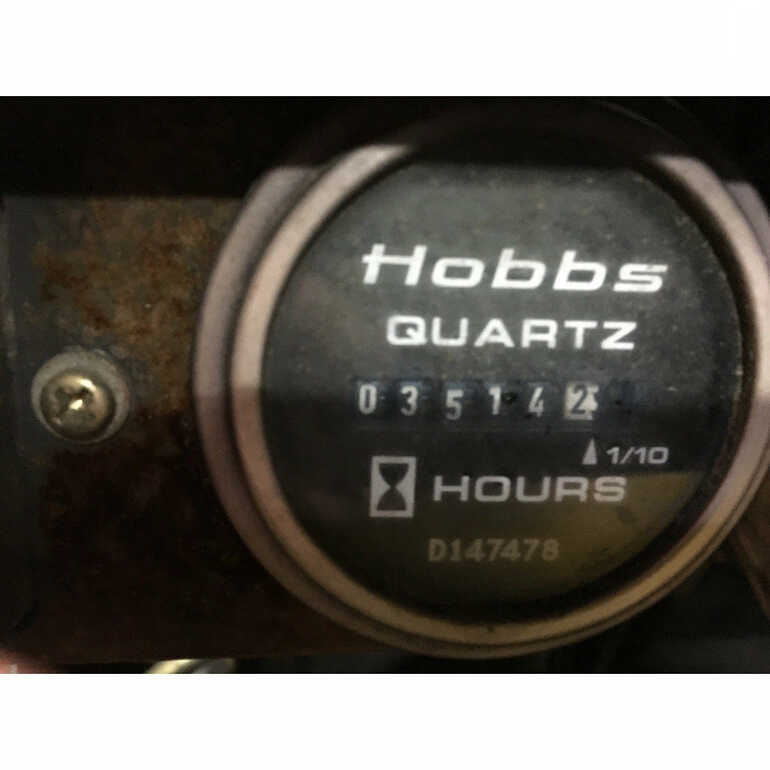 Hobbs
QUARTZ
035142
1/10
HOURS
D147478